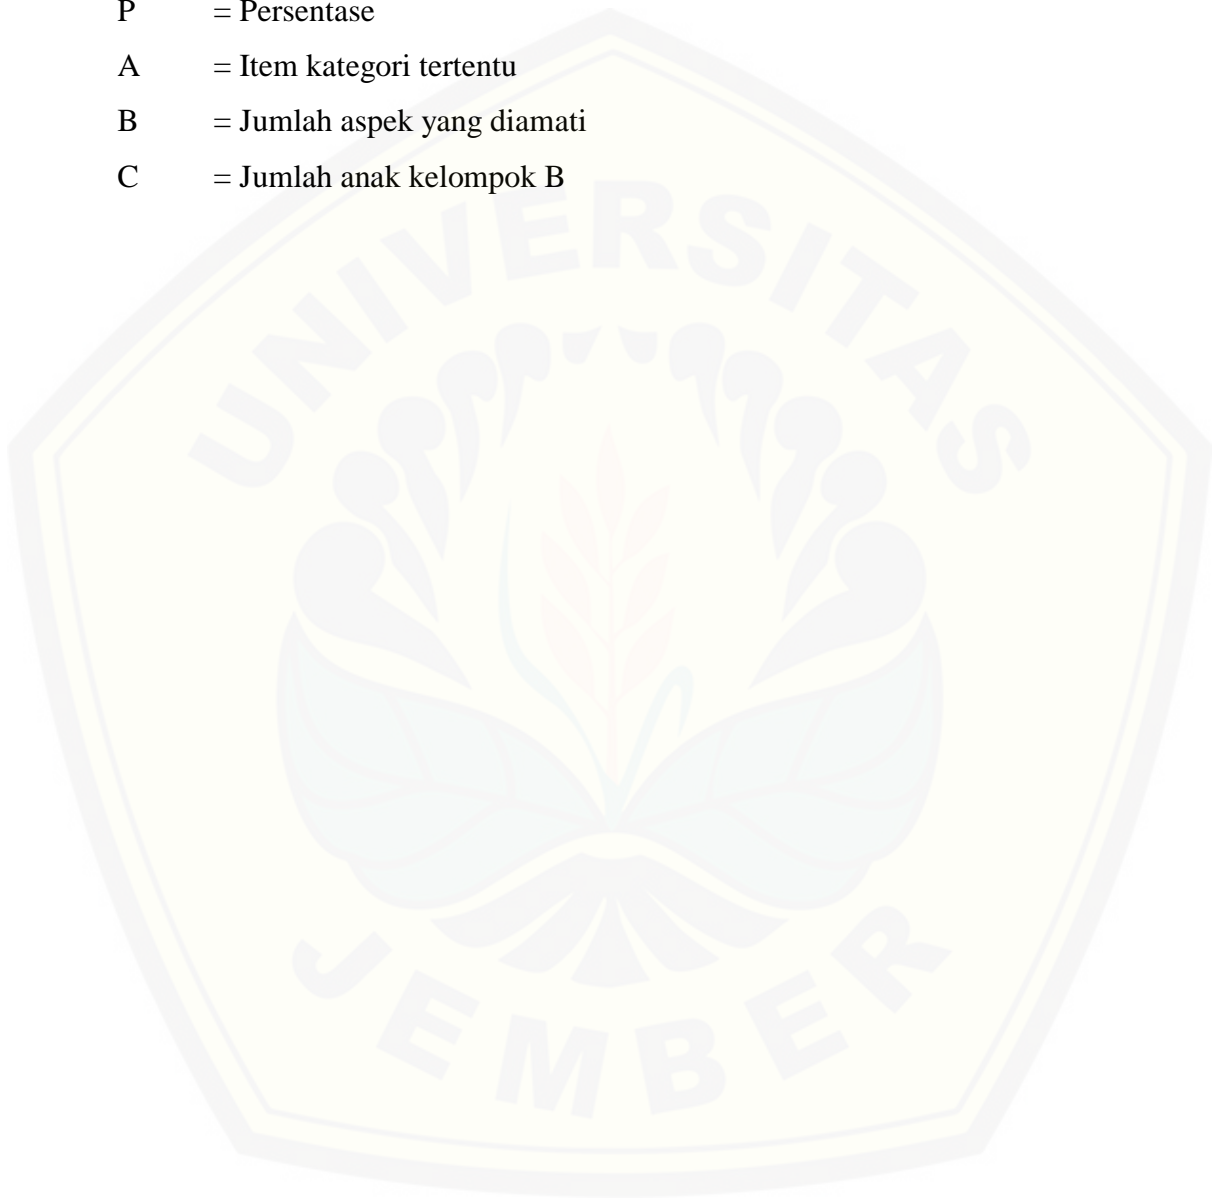 P = Persentase
A = Item kategori tertentu
B = Jumlah aspek yang diamati
C = Jumlah anak kelompok B
UNIVERSITAS
JEMBER